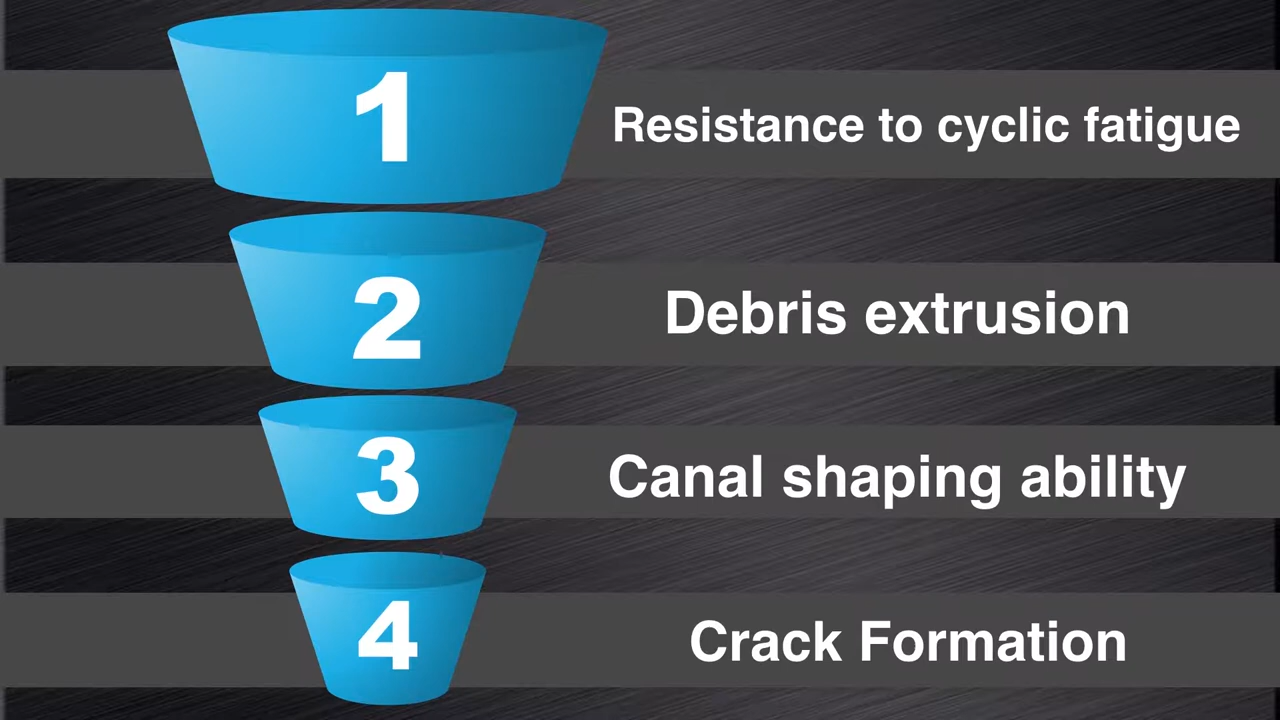 1
Resistance to cyclic fatigue
2
Debris extrusion
3
Canal shaping ability
4
Crack Formation